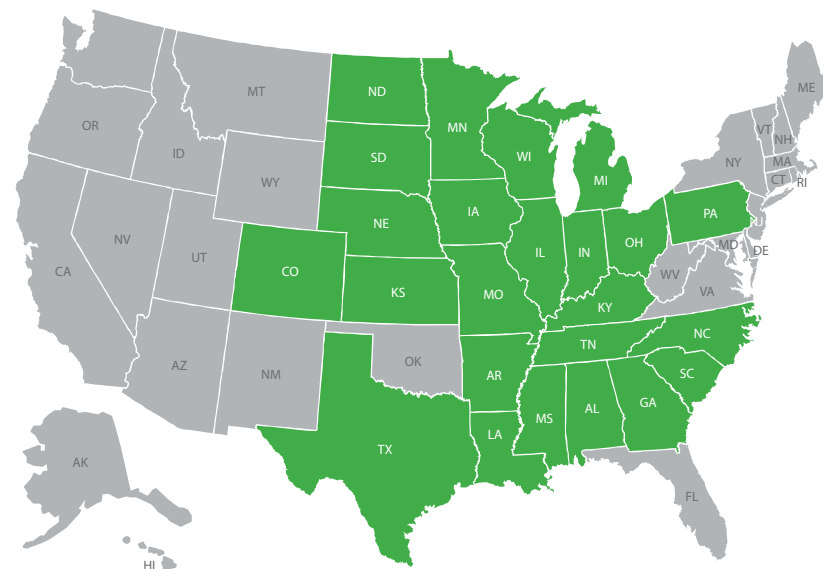 ME
MT
ND
OR
MN
VT
NH
ID
SD
WI
MA
NY
CT
RI
WY
MI
IA
PA
NE
NJ
NV
OH
MD
DE
UT
IL
IN
CA
CO
WV
KS
VA
MO
KY
NC
TN
OK
AZ
NM
AR
SC
GA
MS
AL
LA
TX
AK
FL
HI